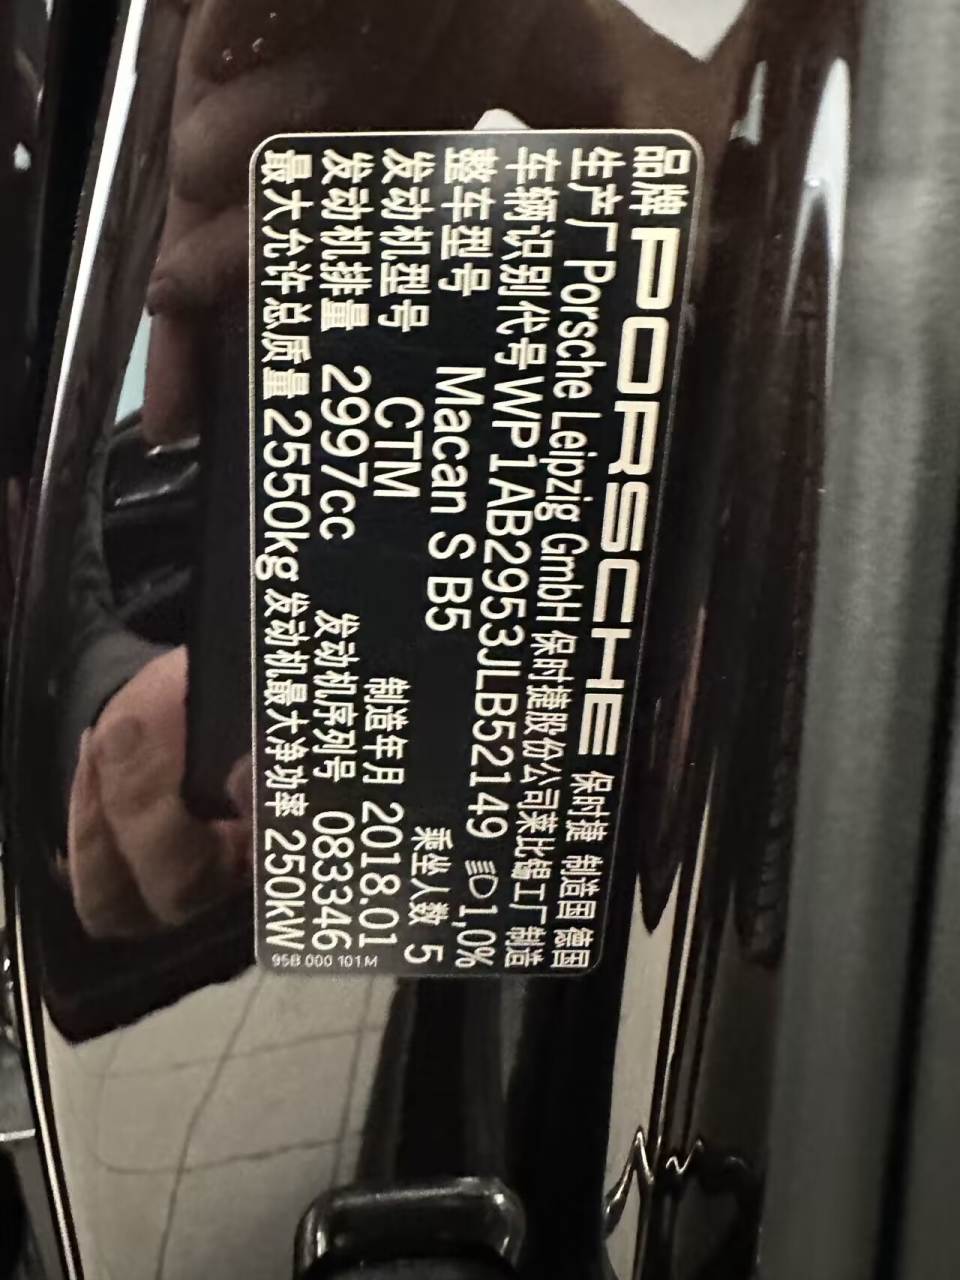 品牌 PORSCHE 保时捷 制造国 德国
生产厂 Porsche Leipzig GmbH 保时捷股份公司莱比锡工厂制造
车辆识别代号 WP1AB2953JLB52149 1,0%
整车型号 Macan S B5 乘坐人数 5
发动机型号 CTM 制造年月 2018.01
发动机排量 2997cc 发动机序列号 083346
最大允许总质量 2550kg 发动机最大净功率 250kW
95B 000 101 M